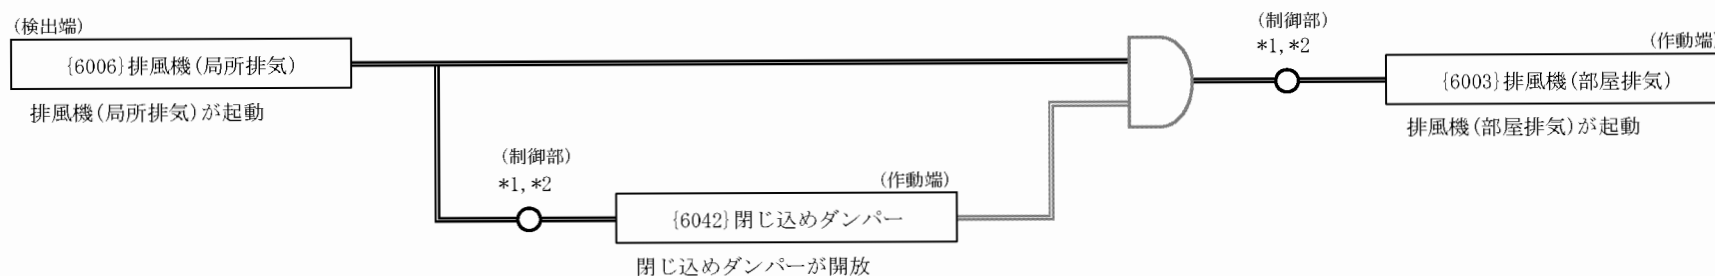 (検出端)
{6006}排風機(局所排気)
排風機(局所排気)が起動
(制御部)
*1,*2
(作動端)
{6042}閉じ込めダンパー
閉じ込めダンパーが開放
(制御部)
*1,*2
(作動端)
{6003}排風機(部屋排気)
排風機(部屋排気)が起動